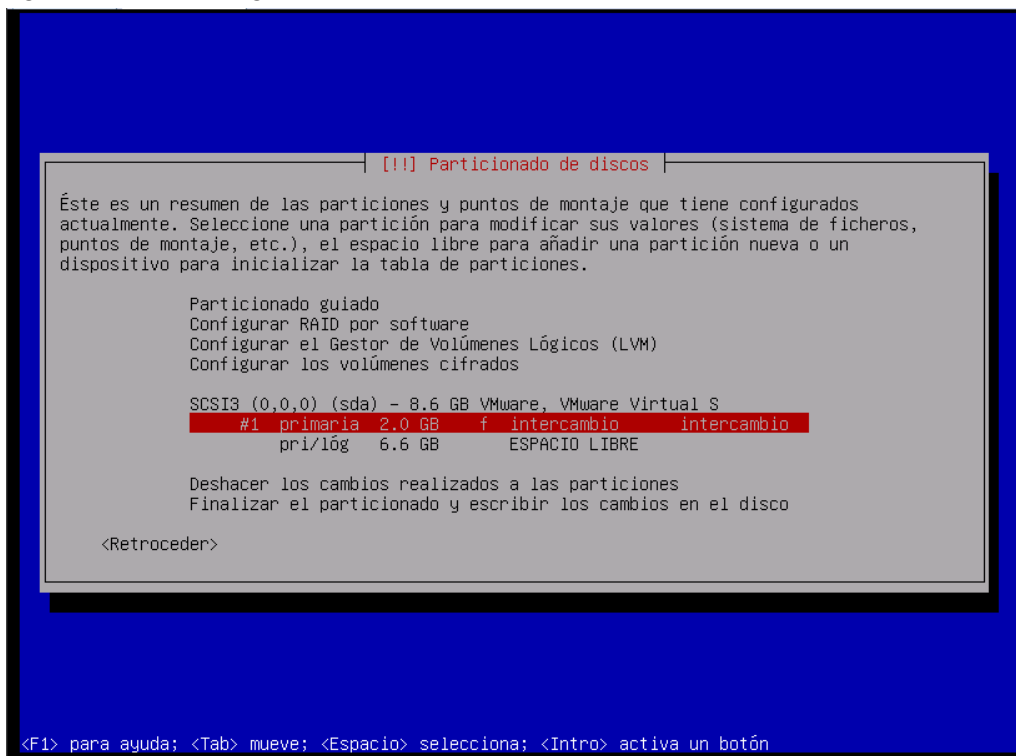 [!!] Particionado de discos
Éste es un resumen de las particiones y puntos de montaje que tiene configurados
actualmente. Seleccione una partición para modificar sus valores (sistema de ficheros,
puntos de montaje, etc.), el espacio libre para añadir una partición nueva o un
dispositivo para inicializar la tabla de particiones.
Particionado guiado
Configurar RAID por software
Configurar el Gestor de Volúmenes Lógicos (LVM)
Configurar los volúmenes cifrados
SCSI3 (0,0,0) (sda) – 8.6 GB VMware, VMware Virtual S
#1 primaria 2.0 GB f intercambio intercambio
pri/lóg 6.6 GB ESPACIO LIBRE
Deshacer los cambios realizados a las particiones
Finalizar el particionado y escribir los cambios en el disco
<Retroceder>
<F1> para ayuda; <Tab> mueve; <Espacio> selecciona; <Intro> activa un botón